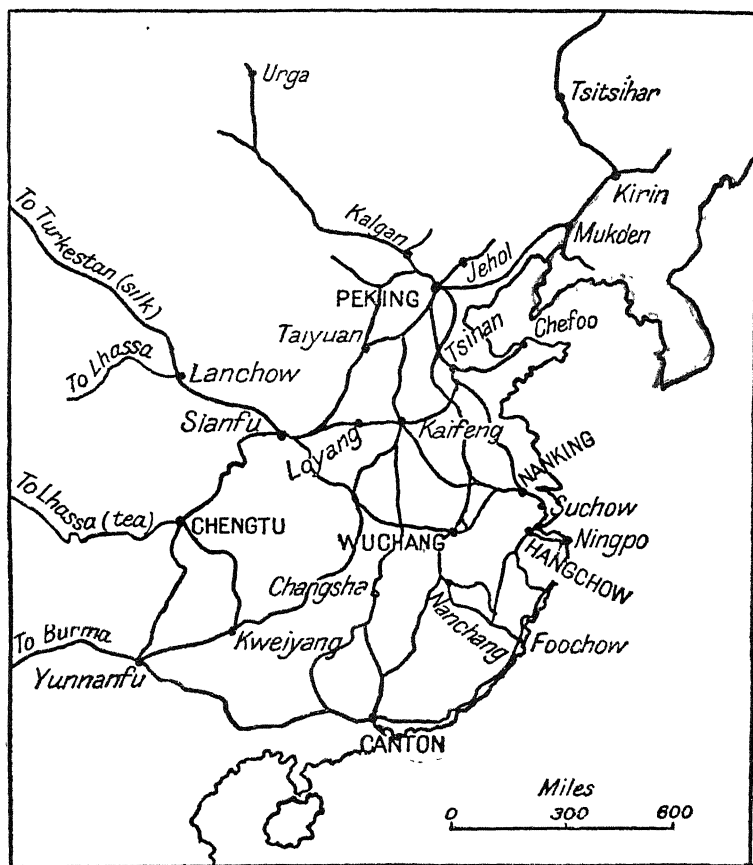 Urga
Tsitsihar
Kirin
Kalgan
Mukden
Jehol
To Turkestan (silk)
PEKING
Tsinan
Chefoo
Taiyuan
To Lhassa
Lanchow
Sianfu
Loyang
Kaifeng
NANKING
To Lhassa (tea)
Suchow
CHENGTU
WUCHANG
Ningpo
HANGCHOW
Changsha
Nanchang
To Burma
Kweiyang
Foochow
Yunnanfu
CANTON
Miles
0 300 600